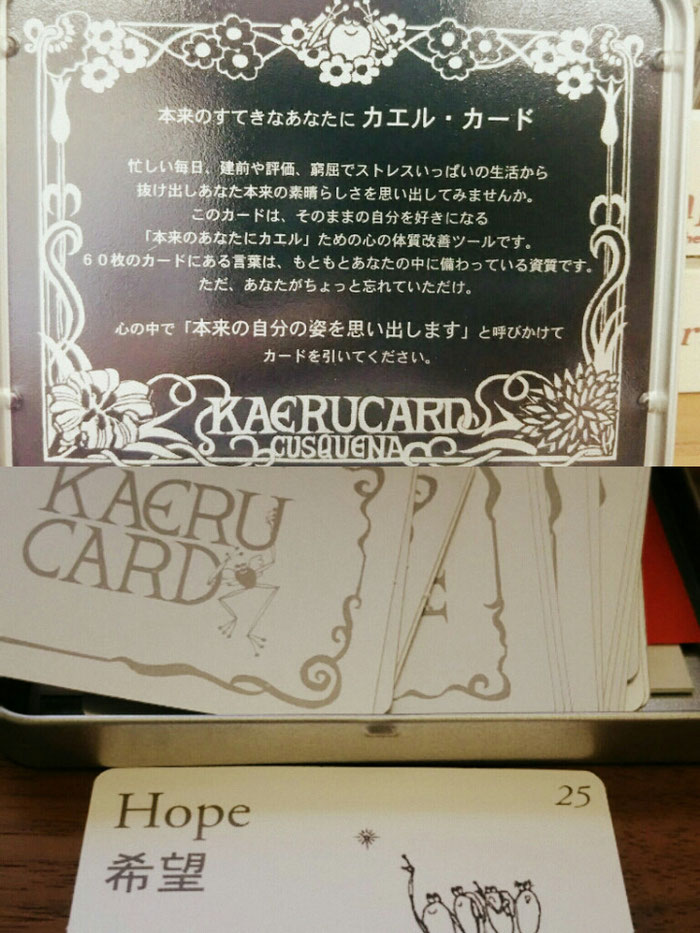 本来のすてきなあなたに カエル・カード
忙しい毎日、建前や評価、窮屈でストレスいっぱいの生活から
抜け出しあなた本来の素晴らしさを思い出してみませんか。
このカードは、そのままの自分を好きになる
「本来のあなたにカエル」ための心の体質改善ツールです。
60枚のカードにある言葉は、もともとあなたの中に備わっている資質です。
ただ、あなたがちょっと忘れていただけ。
心の中で「本来の自分の姿を思い出します」と呼びかけて
カードを引いてください。
KAERUCARD
CUSQUENA
KAERU
CARD
Hope
25
希望